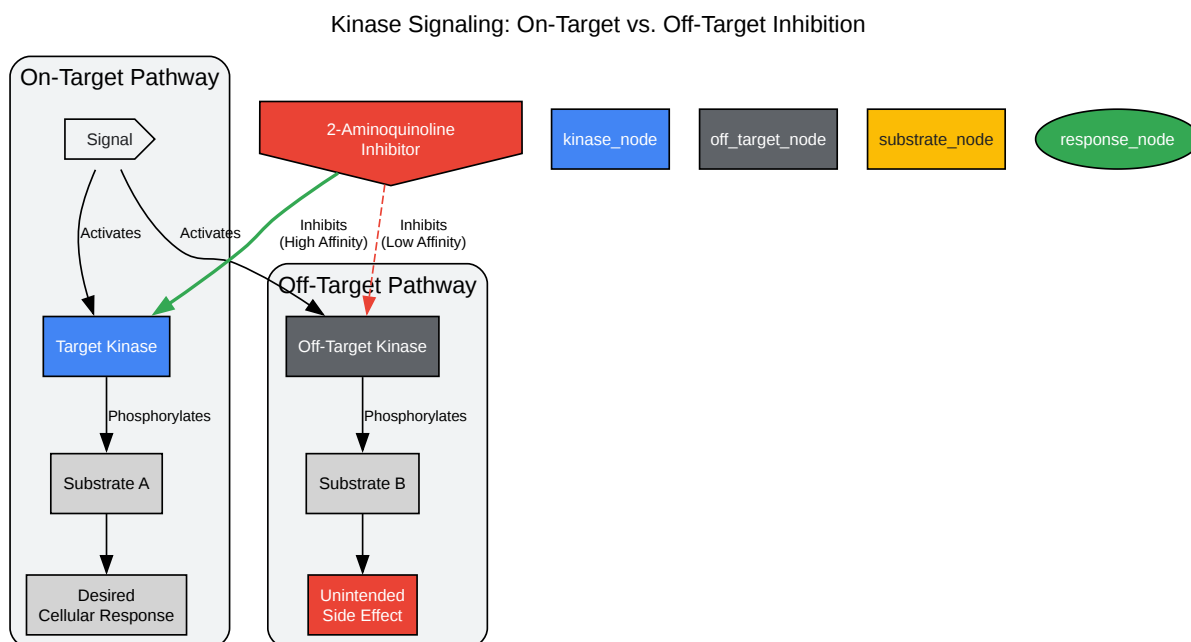 Kinase Signaling: On-Target vs. Off-Target Inhibition
On-Target Pathway
Signal
2-Aminoquinoline
Inhibitor
kinase_node
off_target_node
substrate_node
response_node
Activates
Activates
Inhibits
(High Affinity)
Inhibits
(Low Affinity)
Off-Target Pathway
Target Kinase
Off-Target Kinase
Phosphorylates
Phosphorylates
Substrate A
Substrate B
Desired
Cellular Response
Unintended
Side Effect